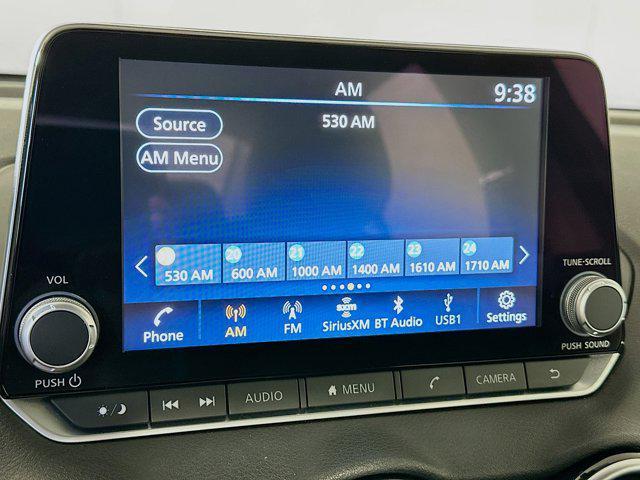 AM 9:38
Source
530 AM
AM Menu
20 21 22 23 24
530 AM 600 AM 1000 AM 1400 AM 1610 AM 1710 AM
Phone AM FM SiriusXM BT Audio USB1 Settings
sxm
VOL
PUSH
TUNE·SCROLL
PUSH SOUND
AUDIO MENU CAMERA